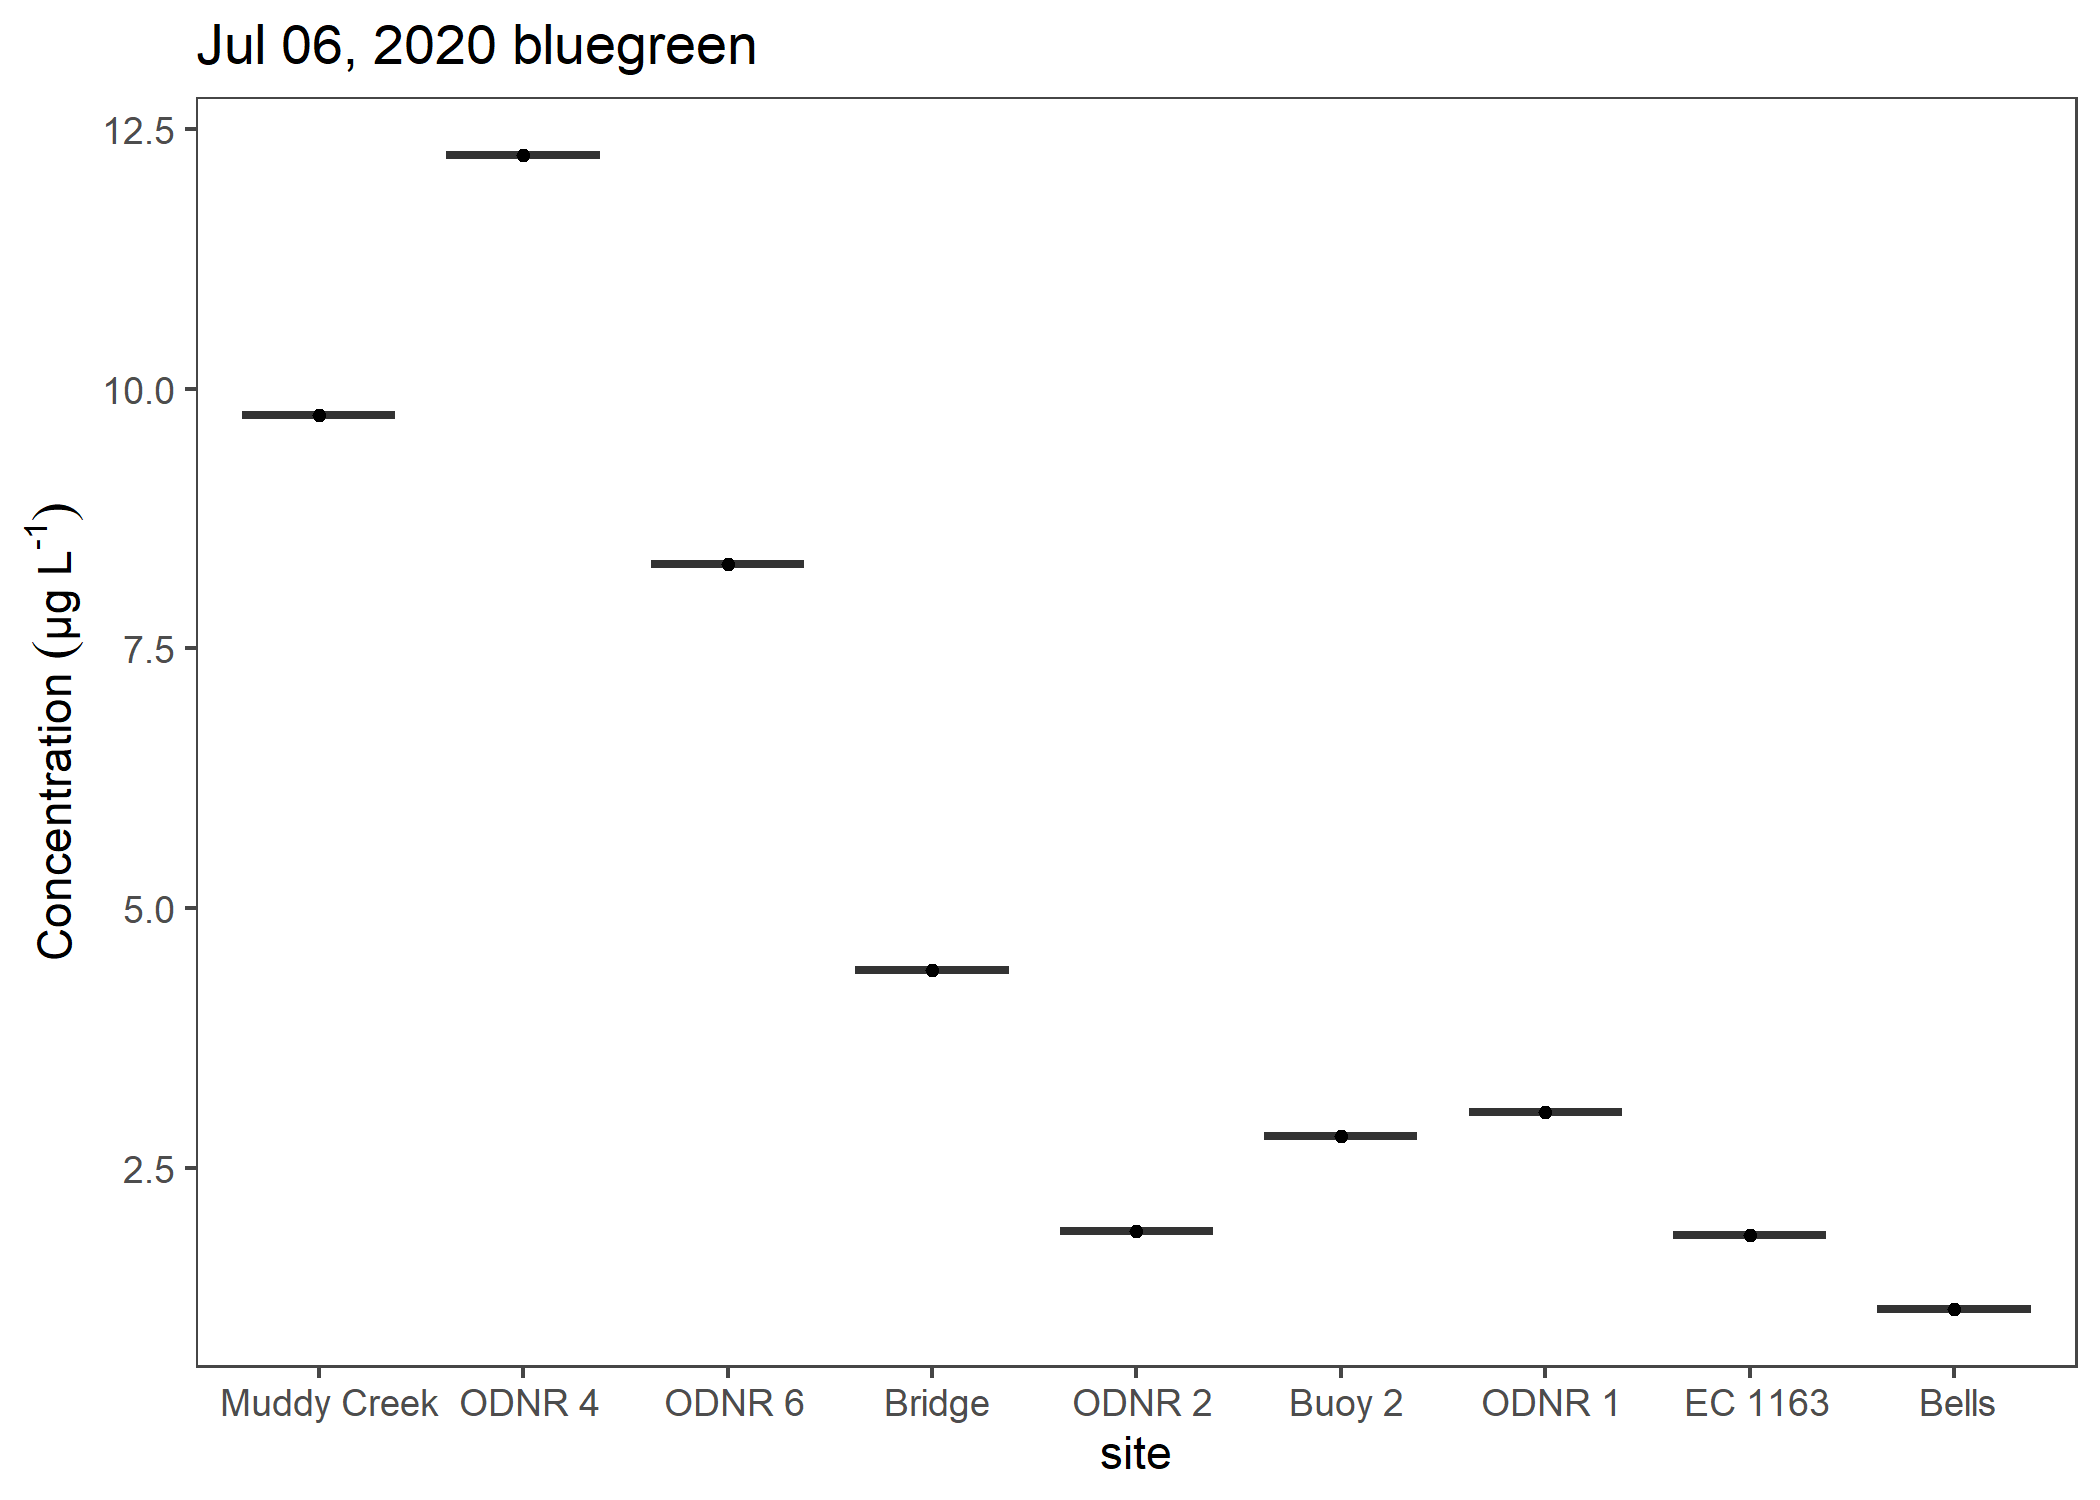 Jul 06, 2020 bluegreen
12.5
10.0
7.5
5.0
2.5
Concentration (µg L⁻¹)
Muddy Creek ODNR 4 ODNR 6 Bridge ODNR 2 Buoy 2 ODNR 1 EC 1163 Bells
site